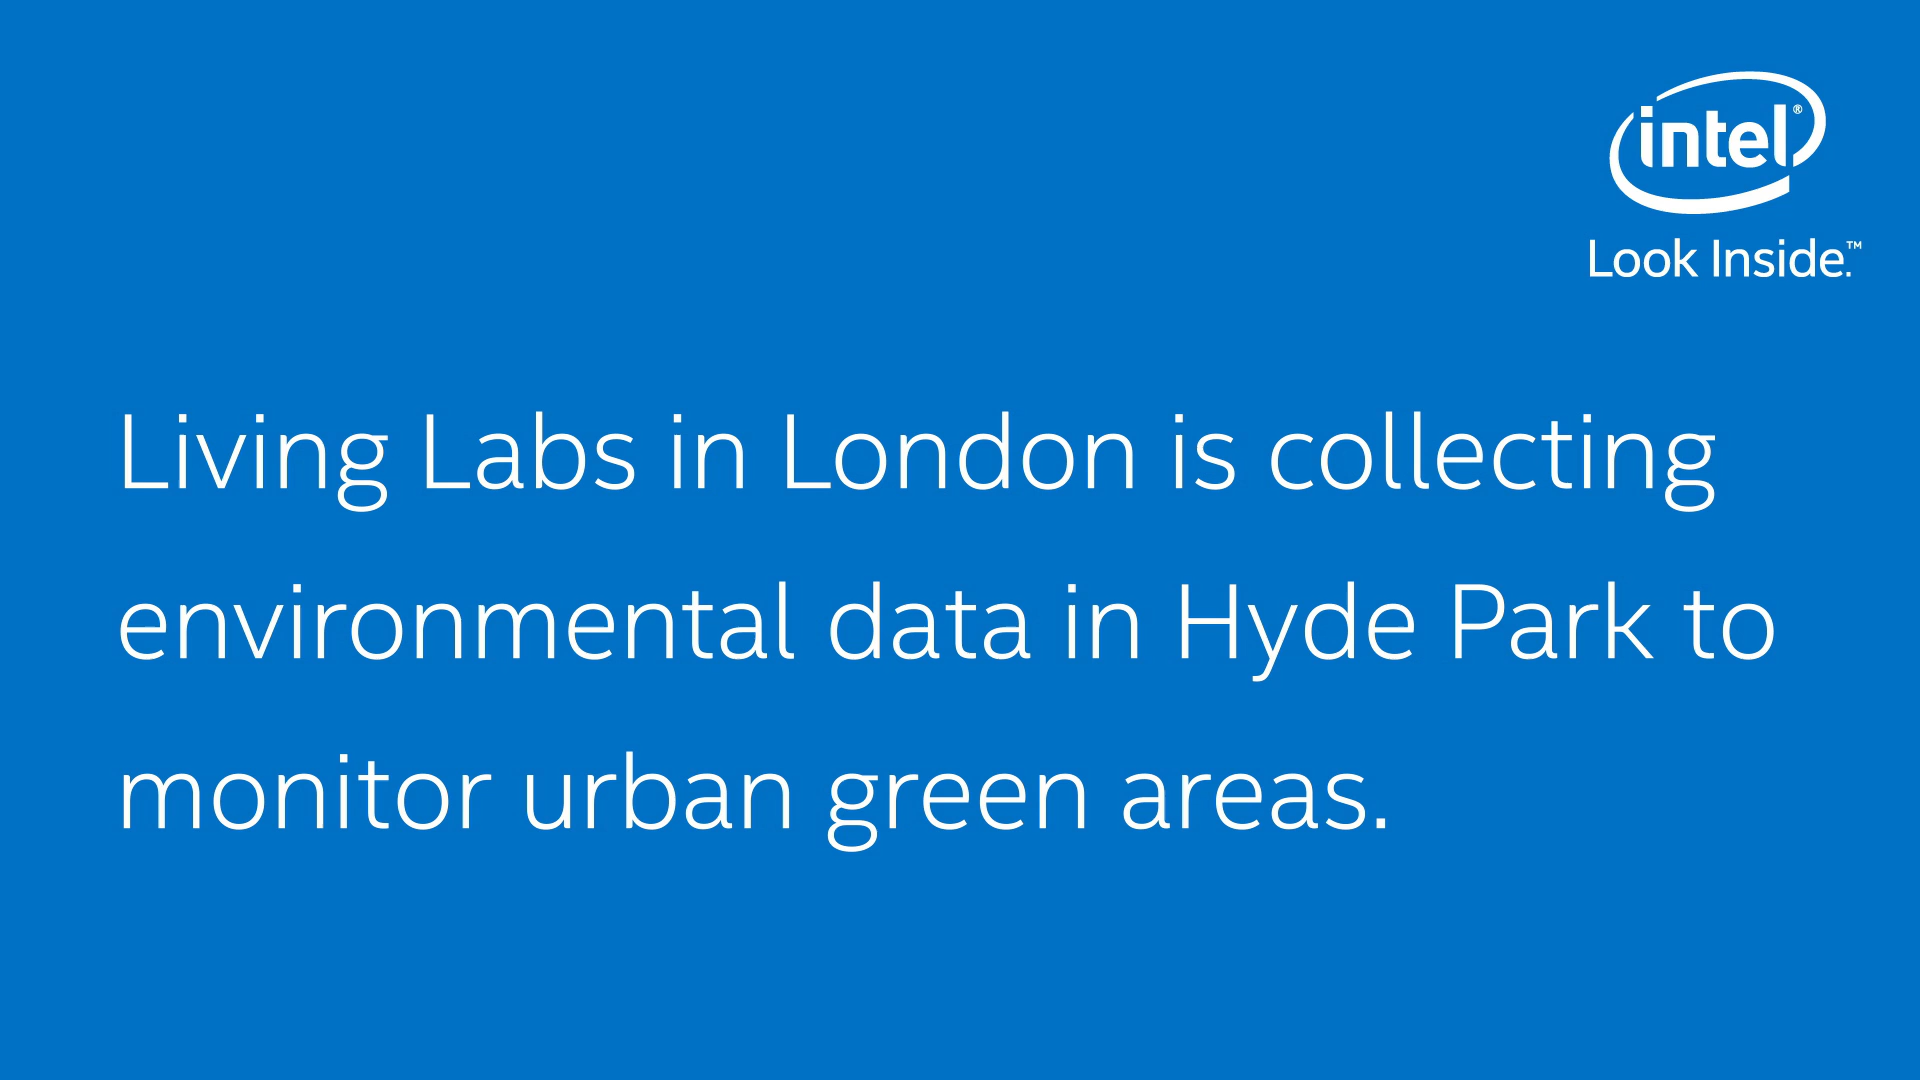 intel®
Look Inside.™
Living Labs in London is collecting
environmental data in Hyde Park to
monitor urban green areas.